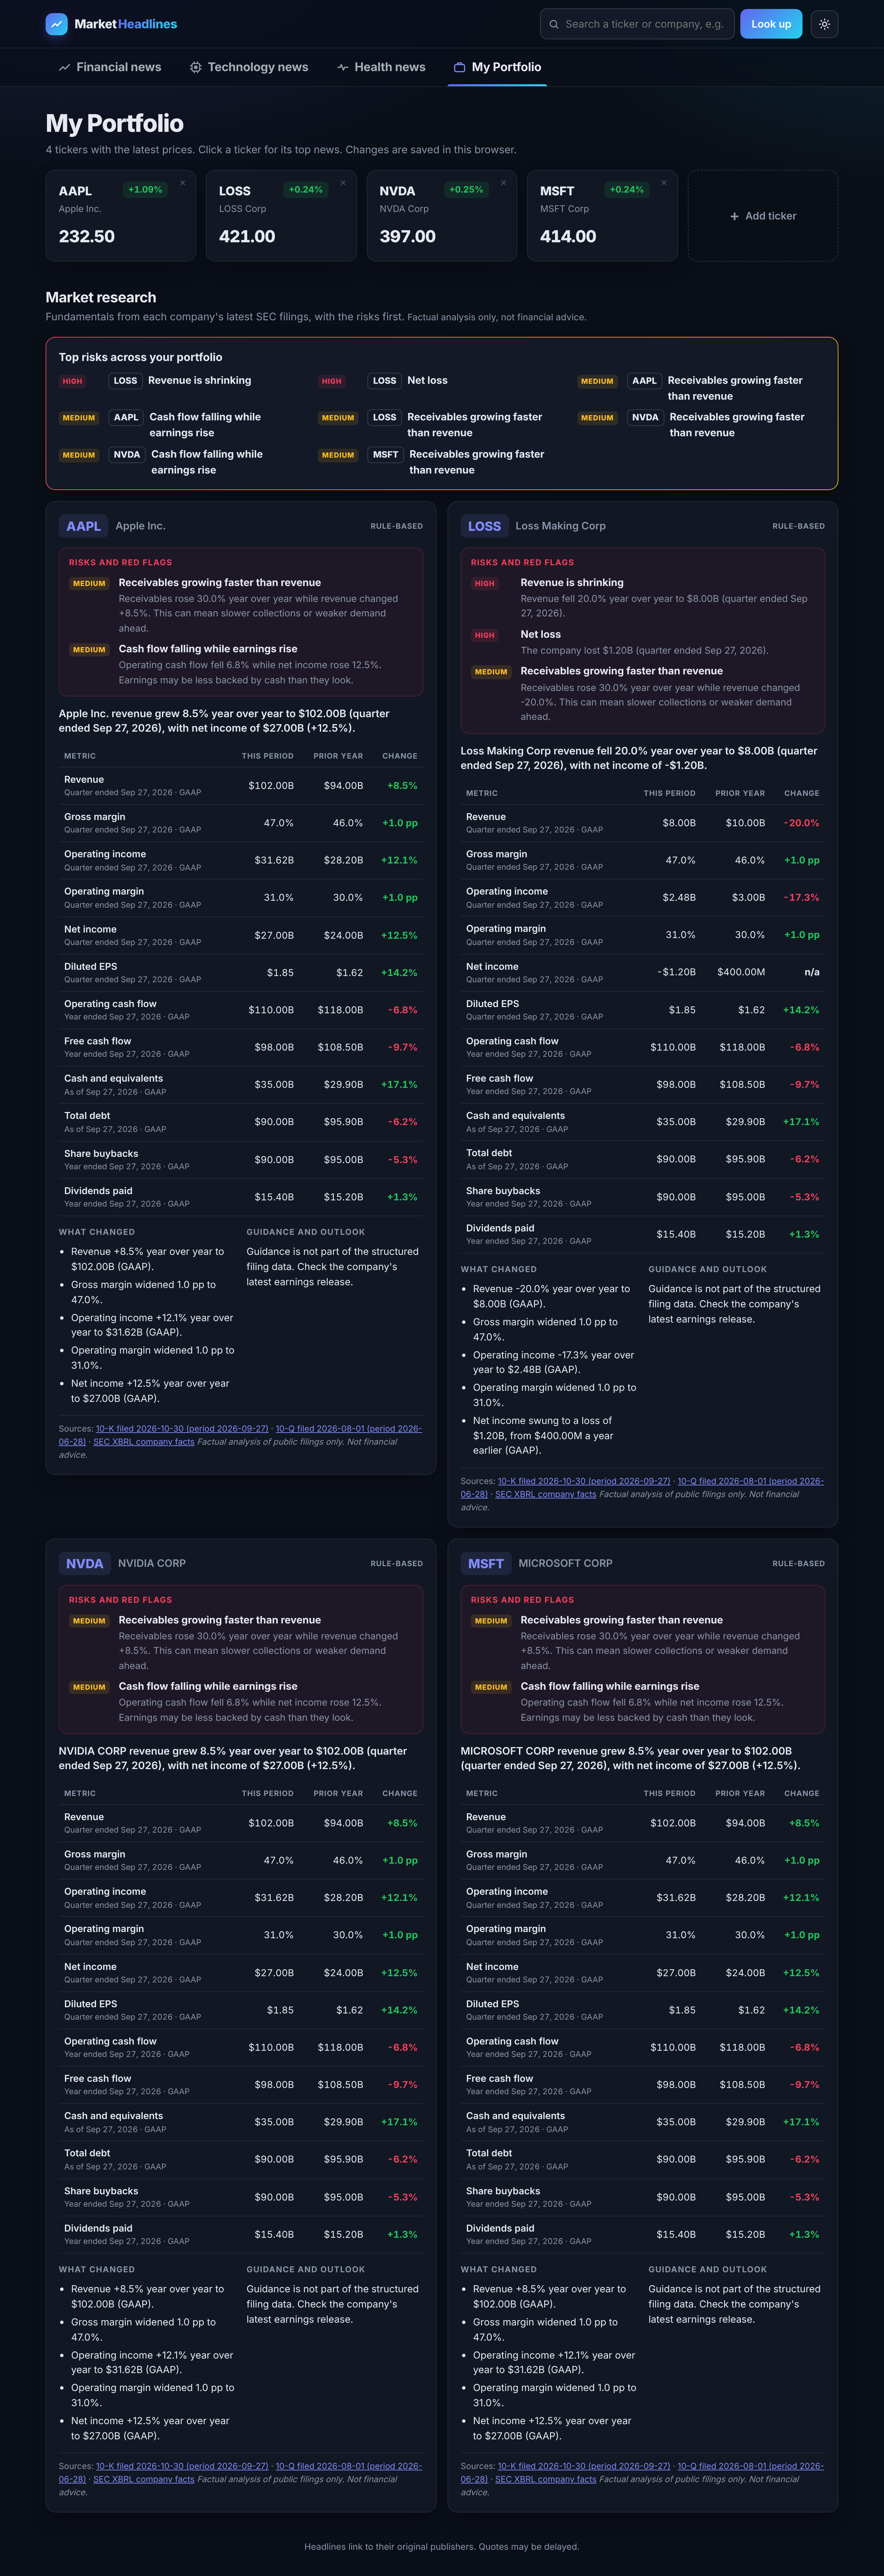 MarketHeadlines
Search a ticker or company, e.g.
Look up
Financial news
Technology news
Health news
My Portfolio
My Portfolio
4 tickers with the latest prices. Click a ticker for its top news. Changes are saved in this browser.
AAPL +1.09% ×
Apple Inc.
232.50
LOSS +0.24% ×
LOSS Corp
421.00
NVDA +0.25% ×
NVDA Corp
397.00
MSFT +0.24% ×
MSFT Corp
414.00
+ Add ticker
Market research
Fundamentals from each company's latest SEC filings, with the risks first. Factual analysis only, not financial advice.
Top risks across your portfolio
HIGH LOSS Revenue is shrinking
HIGH LOSS Net loss
MEDIUM AAPL Receivables growing faster
than revenue
MEDIUM AAPL Cash flow falling while
earnings rise
MEDIUM LOSS Receivables growing faster
than revenue
MEDIUM NVDA Receivables growing faster
than revenue
MEDIUM NVDA Cash flow falling while
earnings rise
MEDIUM MSFT Receivables growing faster
than revenue
AAPL Apple Inc. RULE-BASED
RISKS AND RED FLAGS
MEDIUM Receivables growing faster than revenue
Receivables rose 30.0% year over year while revenue changed
+8.5%. This can mean slower collections or weaker demand
ahead.
MEDIUM Cash flow falling while earnings rise
Operating cash flow fell 6.8% while net income rose 12.5%.
Earnings may be less backed by cash than they look.
Apple Inc. revenue grew 8.5% year over year to $102.00B (quarter
ended Sep 27, 2026), with net income of $27.00B (+12.5%).
METRIC THIS PERIOD PRIOR YEAR CHANGE
Revenue
Quarter ended Sep 27, 2026 · GAAP
$102.00B $94.00B +8.5%
Gross margin
Quarter ended Sep 27, 2026 · GAAP
47.0% 46.0% +1.0 pp
Operating income
Quarter ended Sep 27, 2026 · GAAP
$31.62B $28.20B +12.1%
Operating margin
Quarter ended Sep 27, 2026 · GAAP
31.0% 30.0% +1.0 pp
Net income
Quarter ended Sep 27, 2026 · GAAP
$27.00B $24.00B +12.5%
Diluted EPS
Quarter ended Sep 27, 2026 · GAAP
$1.85 $1.62 +14.2%
Operating cash flow
Year ended Sep 27, 2026 · GAAP
$110.00B $118.00B -6.8%
Free cash flow
Year ended Sep 27, 2026 · GAAP
$98.00B $108.50B -9.7%
Cash and equivalents
As of Sep 27, 2026 · GAAP
$35.00B $29.90B +17.1%
Total debt
As of Sep 27, 2026 · GAAP
$90.00B $95.90B -6.2%
Share buybacks
Year ended Sep 27, 2026 · GAAP
$90.00B $95.00B -5.3%
Dividends paid
Year ended Sep 27, 2026 · GAAP
$15.40B $15.20B +1.3%
WHAT CHANGED
• Revenue +8.5% year over year to
$102.00B (GAAP).
• Gross margin widened 1.0 pp to
47.0%.
• Operating income +12.1% year over
year to $31.62B (GAAP).
• Operating margin widened 1.0 pp to
31.0%.
• Net income +12.5% year over year
to $27.00B (GAAP).
GUIDANCE AND OUTLOOK
Guidance is not part of the structured
filing data. Check the company's
latest earnings release.
Sources: 10-K filed 2026-10-30 (period 2026-09-27) · 10-Q filed 2026-08-01 (period 2026-
06-28) · SEC XBRL company facts Factual analysis of public filings only. Not financial
advice.
LOSS Loss Making Corp RULE-BASED
RISKS AND RED FLAGS
HIGH Revenue is shrinking
Revenue fell 20.0% year over year to $8.00B (quarter ended Sep
27, 2026).
HIGH Net loss
The company lost $1.20B (quarter ended Sep 27, 2026).
MEDIUM Receivables growing faster than revenue
Receivables rose 30.0% year over year while revenue changed
-20.0%. This can mean slower collections or weaker demand
ahead.
Loss Making Corp revenue fell 20.0% year over year to $8.00B (quarter
ended Sep 27, 2026), with net income of -$1.20B.
METRIC THIS PERIOD PRIOR YEAR CHANGE
Revenue
Quarter ended Sep 27, 2026 · GAAP
$8.00B $10.00B -20.0%
Gross margin
Quarter ended Sep 27, 2026 · GAAP
47.0% 46.0% +1.0 pp
Operating income
Quarter ended Sep 27, 2026 · GAAP
$2.48B $3.00B -17.3%
Operating margin
Quarter ended Sep 27, 2026 · GAAP
31.0% 30.0% +1.0 pp
Net income
Quarter ended Sep 27, 2026 · GAAP
-$1.20B $400.00M n/a
Diluted EPS
Quarter ended Sep 27, 2026 · GAAP
$1.85 $1.62 +14.2%
Operating cash flow
Year ended Sep 27, 2026 · GAAP
$110.00B $118.00B -6.8%
Free cash flow
Year ended Sep 27, 2026 · GAAP
$98.00B $108.50B -9.7%
Cash and equivalents
As of Sep 27, 2026 · GAAP
$35.00B $29.90B +17.1%
Total debt
As of Sep 27, 2026 · GAAP
$90.00B $95.90B -6.2%
Share buybacks
Year ended Sep 27, 2026 · GAAP
$90.00B $95.00B -5.3%
Dividends paid
Year ended Sep 27, 2026 · GAAP
$15.40B $15.20B +1.3%
WHAT CHANGED
• Revenue -20.0% year over year to
$8.00B (GAAP).
• Gross margin widened 1.0 pp to
47.0%.
• Operating income -17.3% year over
year to $2.48B (GAAP).
• Operating margin widened 1.0 pp to
31.0%.
• Net income swung to a loss of
$1.20B, from $400.00M a year
earlier (GAAP).
GUIDANCE AND OUTLOOK
Guidance is not part of the structured
filing data. Check the company's
latest earnings release.
Sources: 10-K filed 2026-10-30 (period 2026-09-27) · 10-Q filed 2026-08-01 (period 2026-
06-28) · SEC XBRL company facts Factual analysis of public filings only. Not financial
advice.
NVDA NVIDIA CORP RULE-BASED
RISKS AND RED FLAGS
MEDIUM Receivables growing faster than revenue
Receivables rose 30.0% year over year while revenue changed
+8.5%. This can mean slower collections or weaker demand
ahead.
MEDIUM Cash flow falling while earnings rise
Operating cash flow fell 6.8% while net income rose 12.5%.
Earnings may be less backed by cash than they look.
NVIDIA CORP revenue grew 8.5% year over year to $102.00B (quarter
ended Sep 27, 2026), with net income of $27.00B (+12.5%).
METRIC THIS PERIOD PRIOR YEAR CHANGE
Revenue
Quarter ended Sep 27, 2026 · GAAP
$102.00B $94.00B +8.5%
Gross margin
Quarter ended Sep 27, 2026 · GAAP
47.0% 46.0% +1.0 pp
Operating income
Quarter ended Sep 27, 2026 · GAAP
$31.62B $28.20B +12.1%
Operating margin
Quarter ended Sep 27, 2026 · GAAP
31.0% 30.0% +1.0 pp
Net income
Quarter ended Sep 27, 2026 · GAAP
$27.00B $24.00B +12.5%
Diluted EPS
Quarter ended Sep 27, 2026 · GAAP
$1.85 $1.62 +14.2%
Operating cash flow
Year ended Sep 27, 2026 · GAAP
$110.00B $118.00B -6.8%
Free cash flow
Year ended Sep 27, 2026 · GAAP
$98.00B $108.50B -9.7%
Cash and equivalents
As of Sep 27, 2026 · GAAP
$35.00B $29.90B +17.1%
Total debt
As of Sep 27, 2026 · GAAP
$90.00B $95.90B -6.2%
Share buybacks
Year ended Sep 27, 2026 · GAAP
$90.00B $95.00B -5.3%
Dividends paid
Year ended Sep 27, 2026 · GAAP
$15.40B $15.20B +1.3%
WHAT CHANGED
• Revenue +8.5% year over year to
$102.00B (GAAP).
• Gross margin widened 1.0 pp to
47.0%.
• Operating income +12.1% year over
year to $31.62B (GAAP).
• Operating margin widened 1.0 pp to
31.0%.
• Net income +12.5% year over year
to $27.00B (GAAP).
GUIDANCE AND OUTLOOK
Guidance is not part of the structured
filing data. Check the company's
latest earnings release.
Sources: 10-K filed 2026-10-30 (period 2026-09-27) · 10-Q filed 2026-08-01 (period 2026-
06-28) · SEC XBRL company facts Factual analysis of public filings only. Not financial
advice.
MSFT MICROSOFT CORP RULE-BASED
RISKS AND RED FLAGS
MEDIUM Receivables growing faster than revenue
Receivables rose 30.0% year over year while revenue changed
+8.5%. This can mean slower collections or weaker demand
ahead.
MEDIUM Cash flow falling while earnings rise
Operating cash flow fell 6.8% while net income rose 12.5%.
Earnings may be less backed by cash than they look.
MICROSOFT CORP revenue grew 8.5% year over year to $102.00B
(quarter ended Sep 27, 2026), with net income of $27.00B (+12.5%).
METRIC THIS PERIOD PRIOR YEAR CHANGE
Revenue
Quarter ended Sep 27, 2026 · GAAP
$102.00B $94.00B +8.5%
Gross margin
Quarter ended Sep 27, 2026 · GAAP
47.0% 46.0% +1.0 pp
Operating income
Quarter ended Sep 27, 2026 · GAAP
$31.62B $28.20B +12.1%
Operating margin
Quarter ended Sep 27, 2026 · GAAP
31.0% 30.0% +1.0 pp
Net income
Quarter ended Sep 27, 2026 · GAAP
$27.00B $24.00B +12.5%
Diluted EPS
Quarter ended Sep 27, 2026 · GAAP
$1.85 $1.62 +14.2%
Operating cash flow
Year ended Sep 27, 2026 · GAAP
$110.00B $118.00B -6.8%
Free cash flow
Year ended Sep 27, 2026 · GAAP
$98.00B $108.50B -9.7%
Cash and equivalents
As of Sep 27, 2026 · GAAP
$35.00B $29.90B +17.1%
Total debt
As of Sep 27, 2026 · GAAP
$90.00B $95.90B -6.2%
Share buybacks
Year ended Sep 27, 2026 · GAAP
$90.00B $95.00B -5.3%
Dividends paid
Year ended Sep 27, 2026 · GAAP
$15.40B $15.20B +1.3%
WHAT CHANGED
• Revenue +8.5% year over year to
$102.00B (GAAP).
• Gross margin widened 1.0 pp to
47.0%.
• Operating income +12.1% year over
year to $31.62B (GAAP).
• Operating margin widened 1.0 pp to
31.0%.
• Net income +12.5% year over year
to $27.00B (GAAP).
GUIDANCE AND OUTLOOK
Guidance is not part of the structured
filing data. Check the company's
latest earnings release.
Sources: 10-K filed 2026-10-30 (period 2026-09-27) · 10-Q filed 2026-08-01 (period 2026-
06-28) · SEC XBRL company facts Factual analysis of public filings only. Not financial
advice.
Headlines link to their original publishers. Quotes may be delayed.